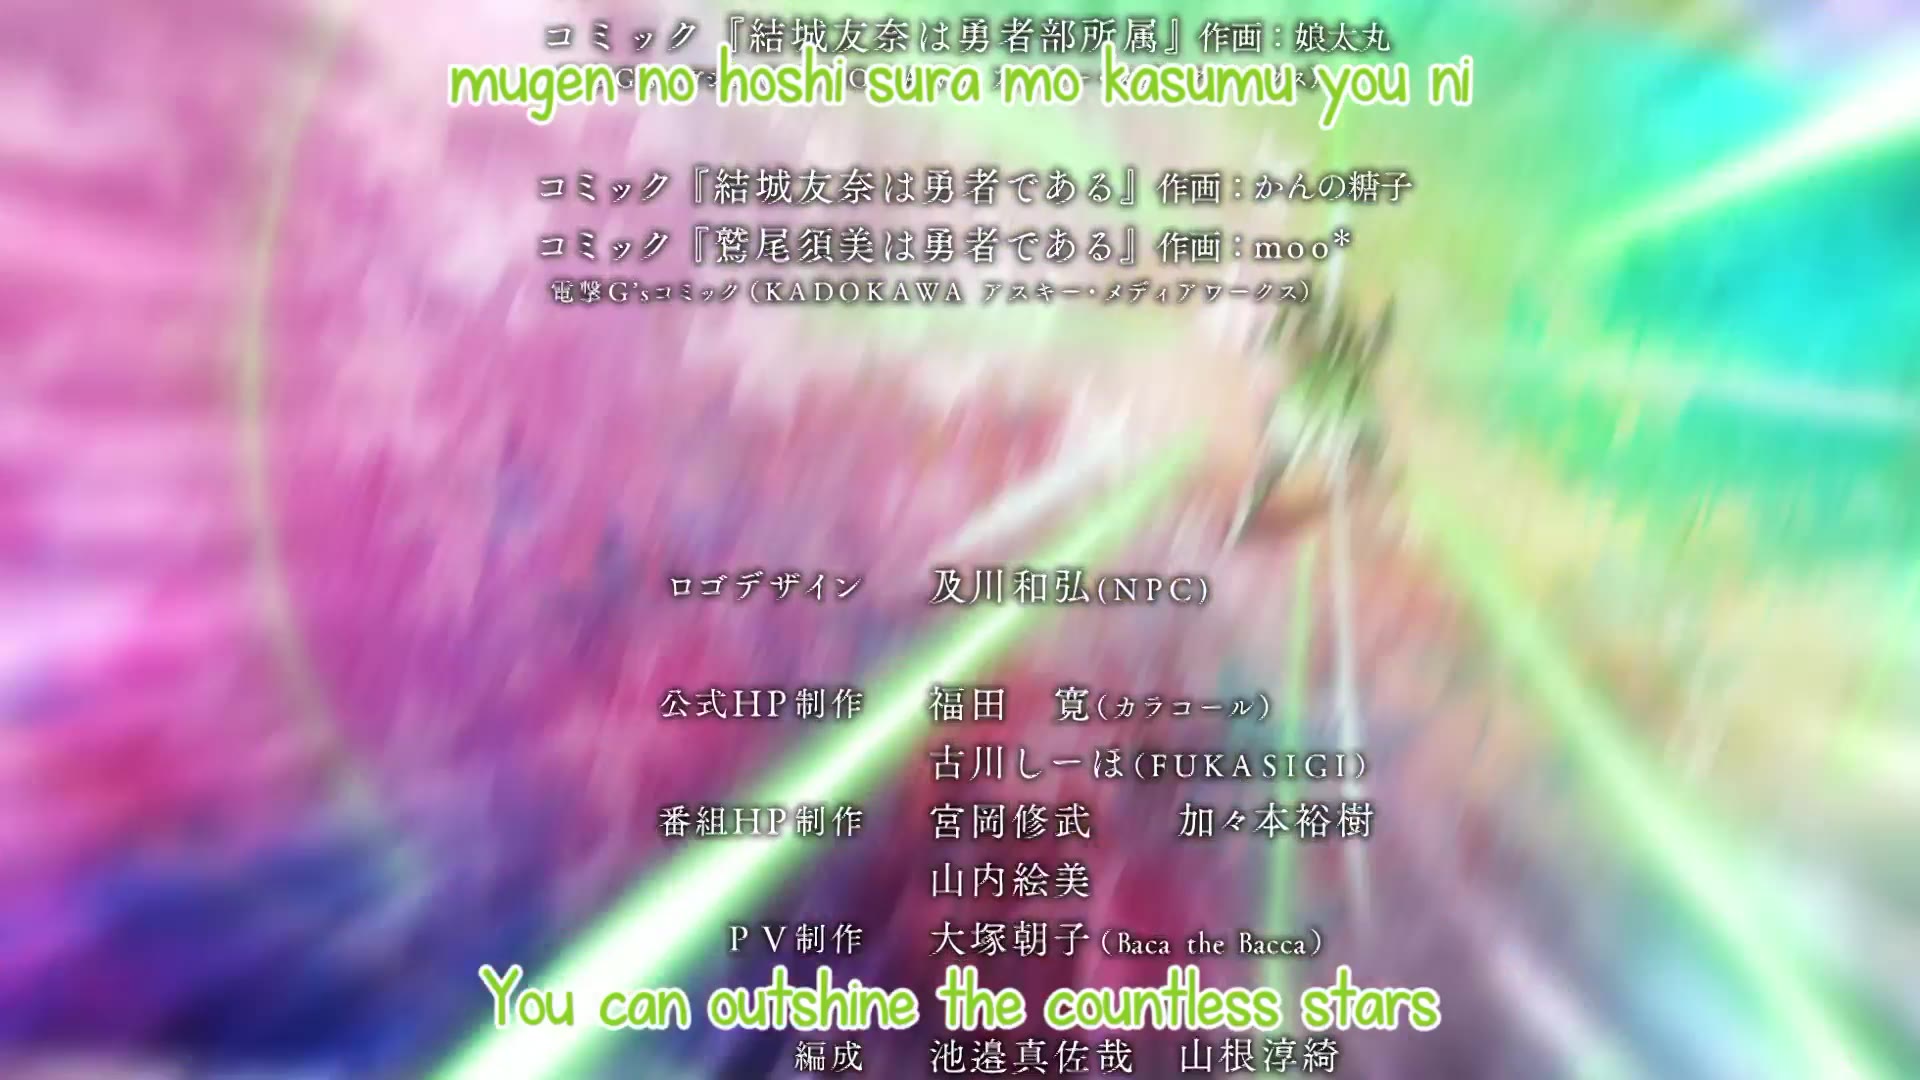 コミック『結城友奈は勇者部所属』作画：娘太丸
mugen no hoshi sura mo kasumu you ni
コミック『結城友奈は勇者である』作画：かんの糖子
コミック『鷲尾須美は勇者である』作画：moo*
電撃G'sコミック（KADOKAWA アスキー・メディアワークス）
ロゴデザイン 及川和弘(NPC)
公式HP制作 福田 寛(カラコール)
古川しーほ(FUKASIGI)
番組HP制作 宮岡修武 加々本裕樹
山内絵美
PV制作 大塚朝子(Baca the Bacca)
You can outshine the countless stars
編成 池邉真佐哉 山根淳綺